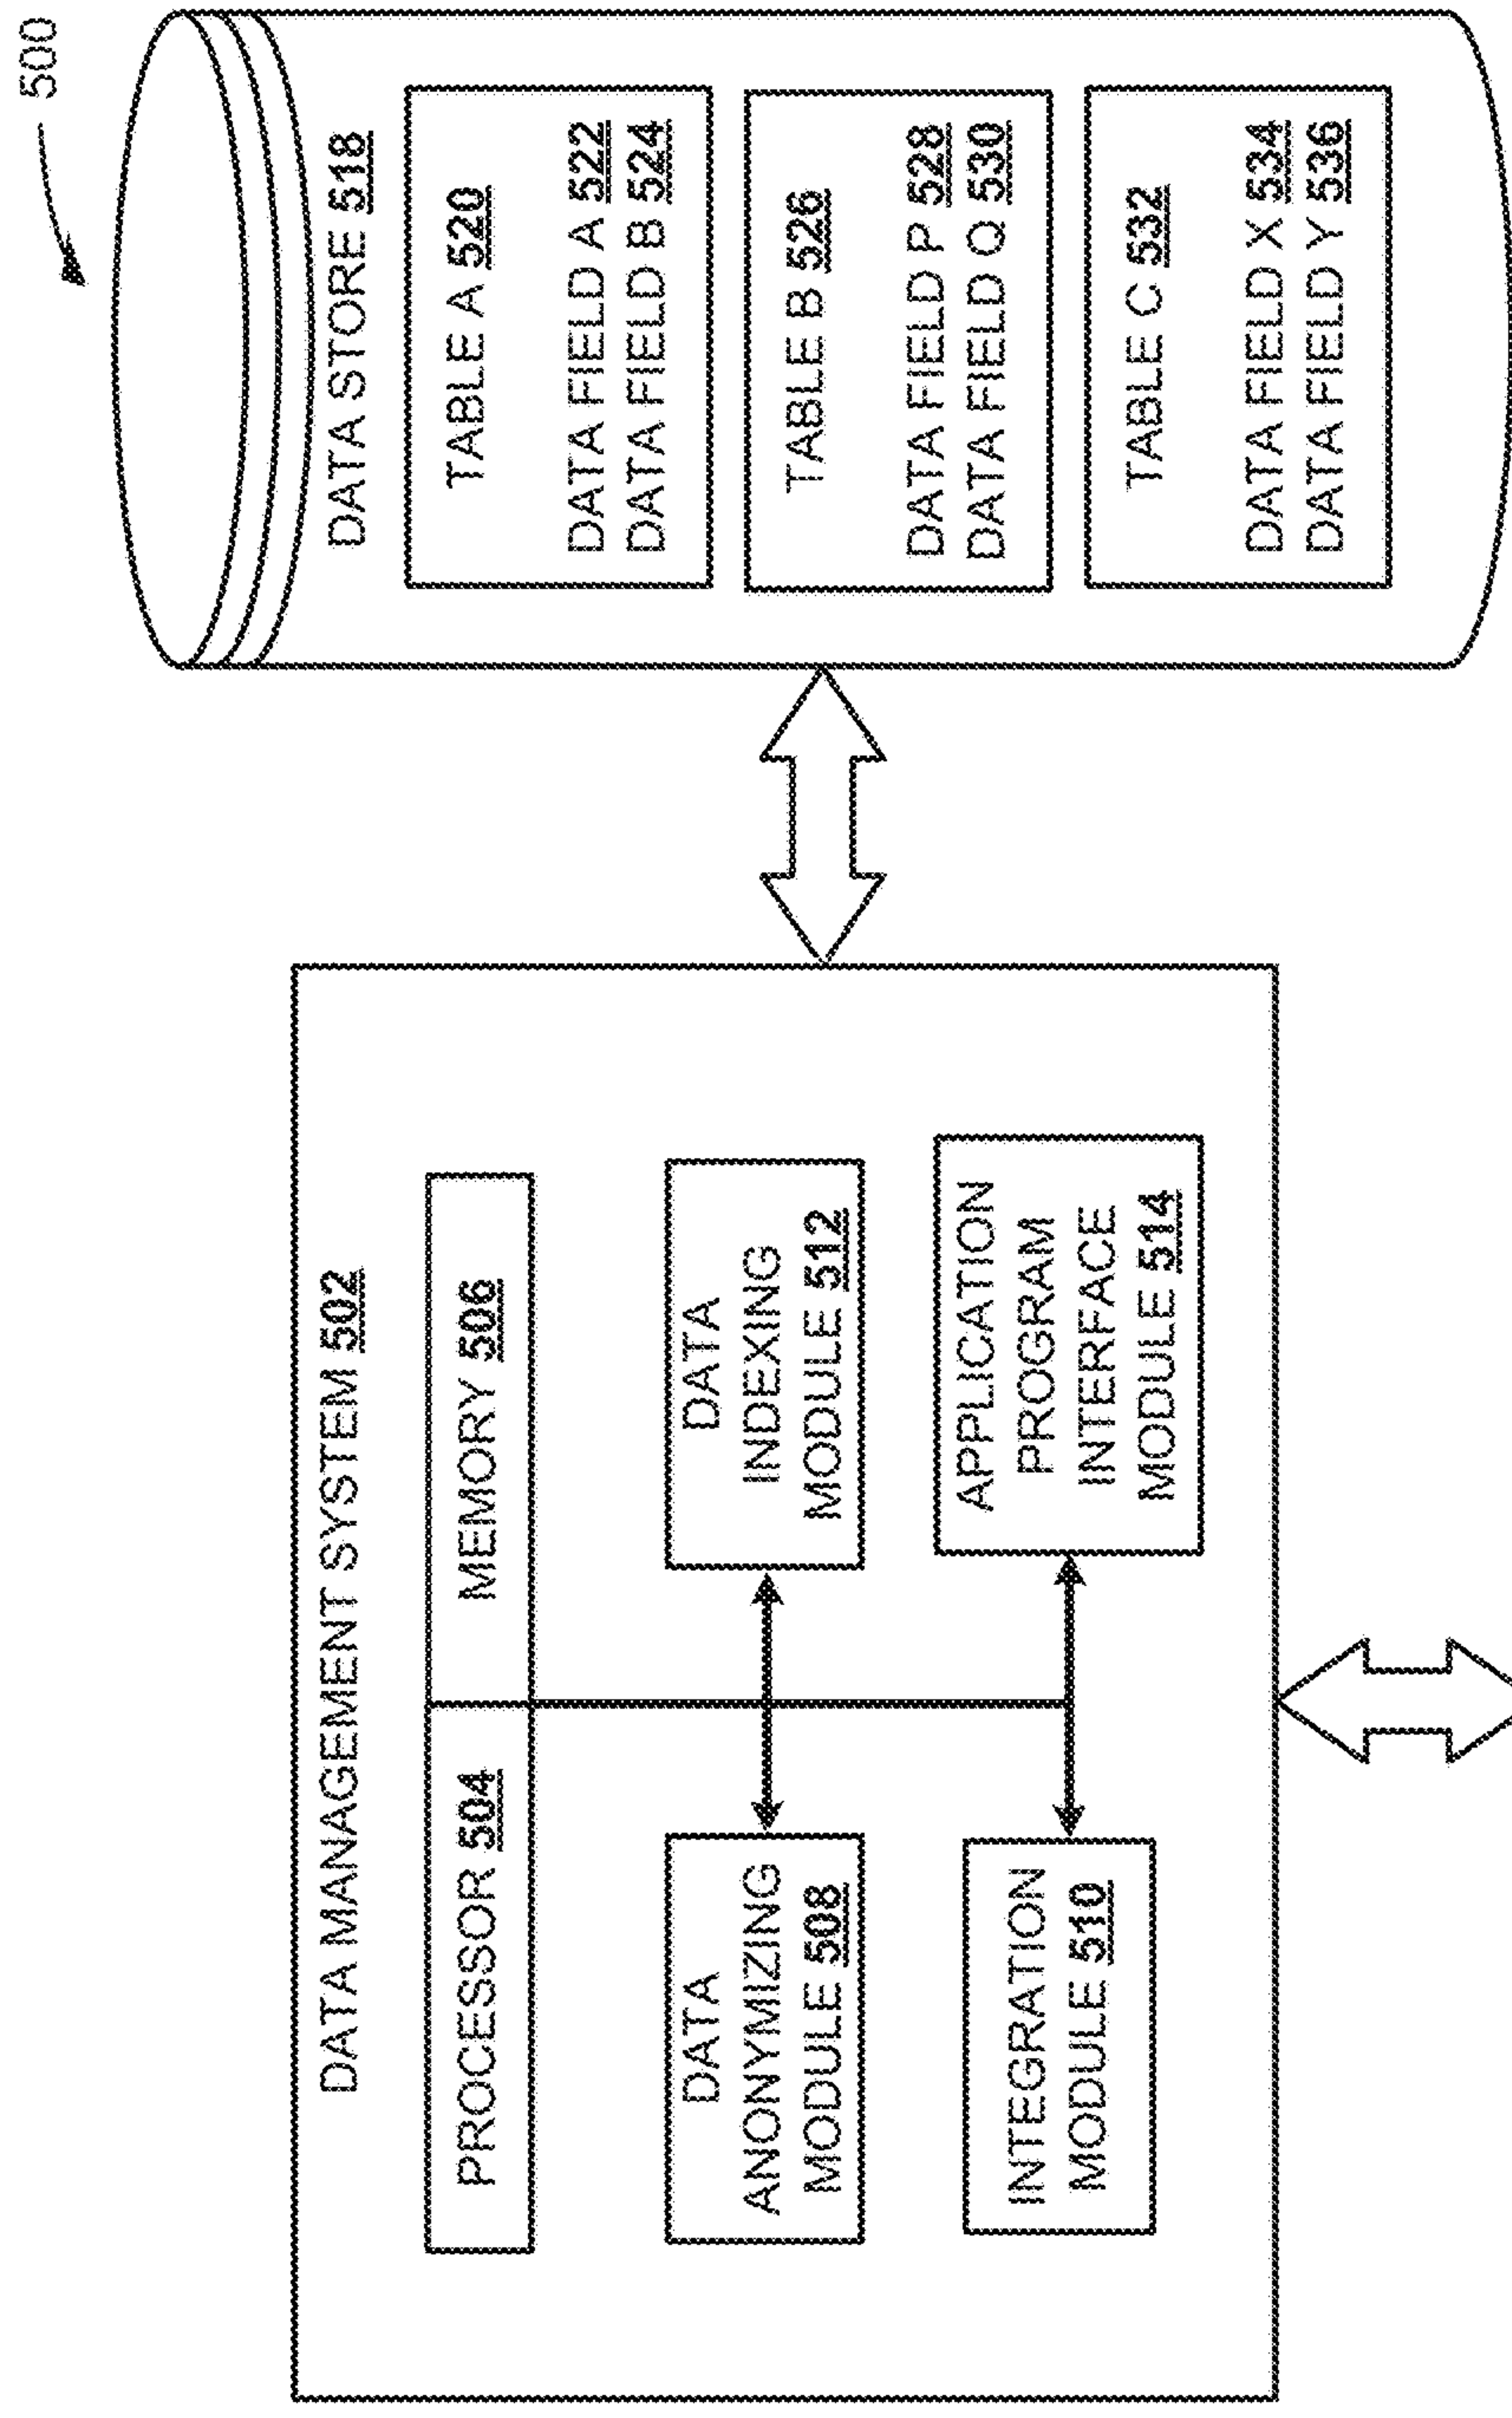 500
DATA MANAGEMENT SYSTEM 502
PROCESSOR 504
MEMORY 506
DATA
ANONYMIZING
MODULE 508
DATA
INDEXING
MODULE 512
INTEGRATION
MODULE 510
APPLICATION
PROGRAM
INTERFACE
MODULE 514
DATA STORE 518
TABLE A 520
DATA FIELD A 522
DATA FIELD B 524
TABLE B 526
DATA FIELD P 528
DATA FIELD Q 530
TABLE C 532
DATA FIELD X 534
DATA FIELD Y 536